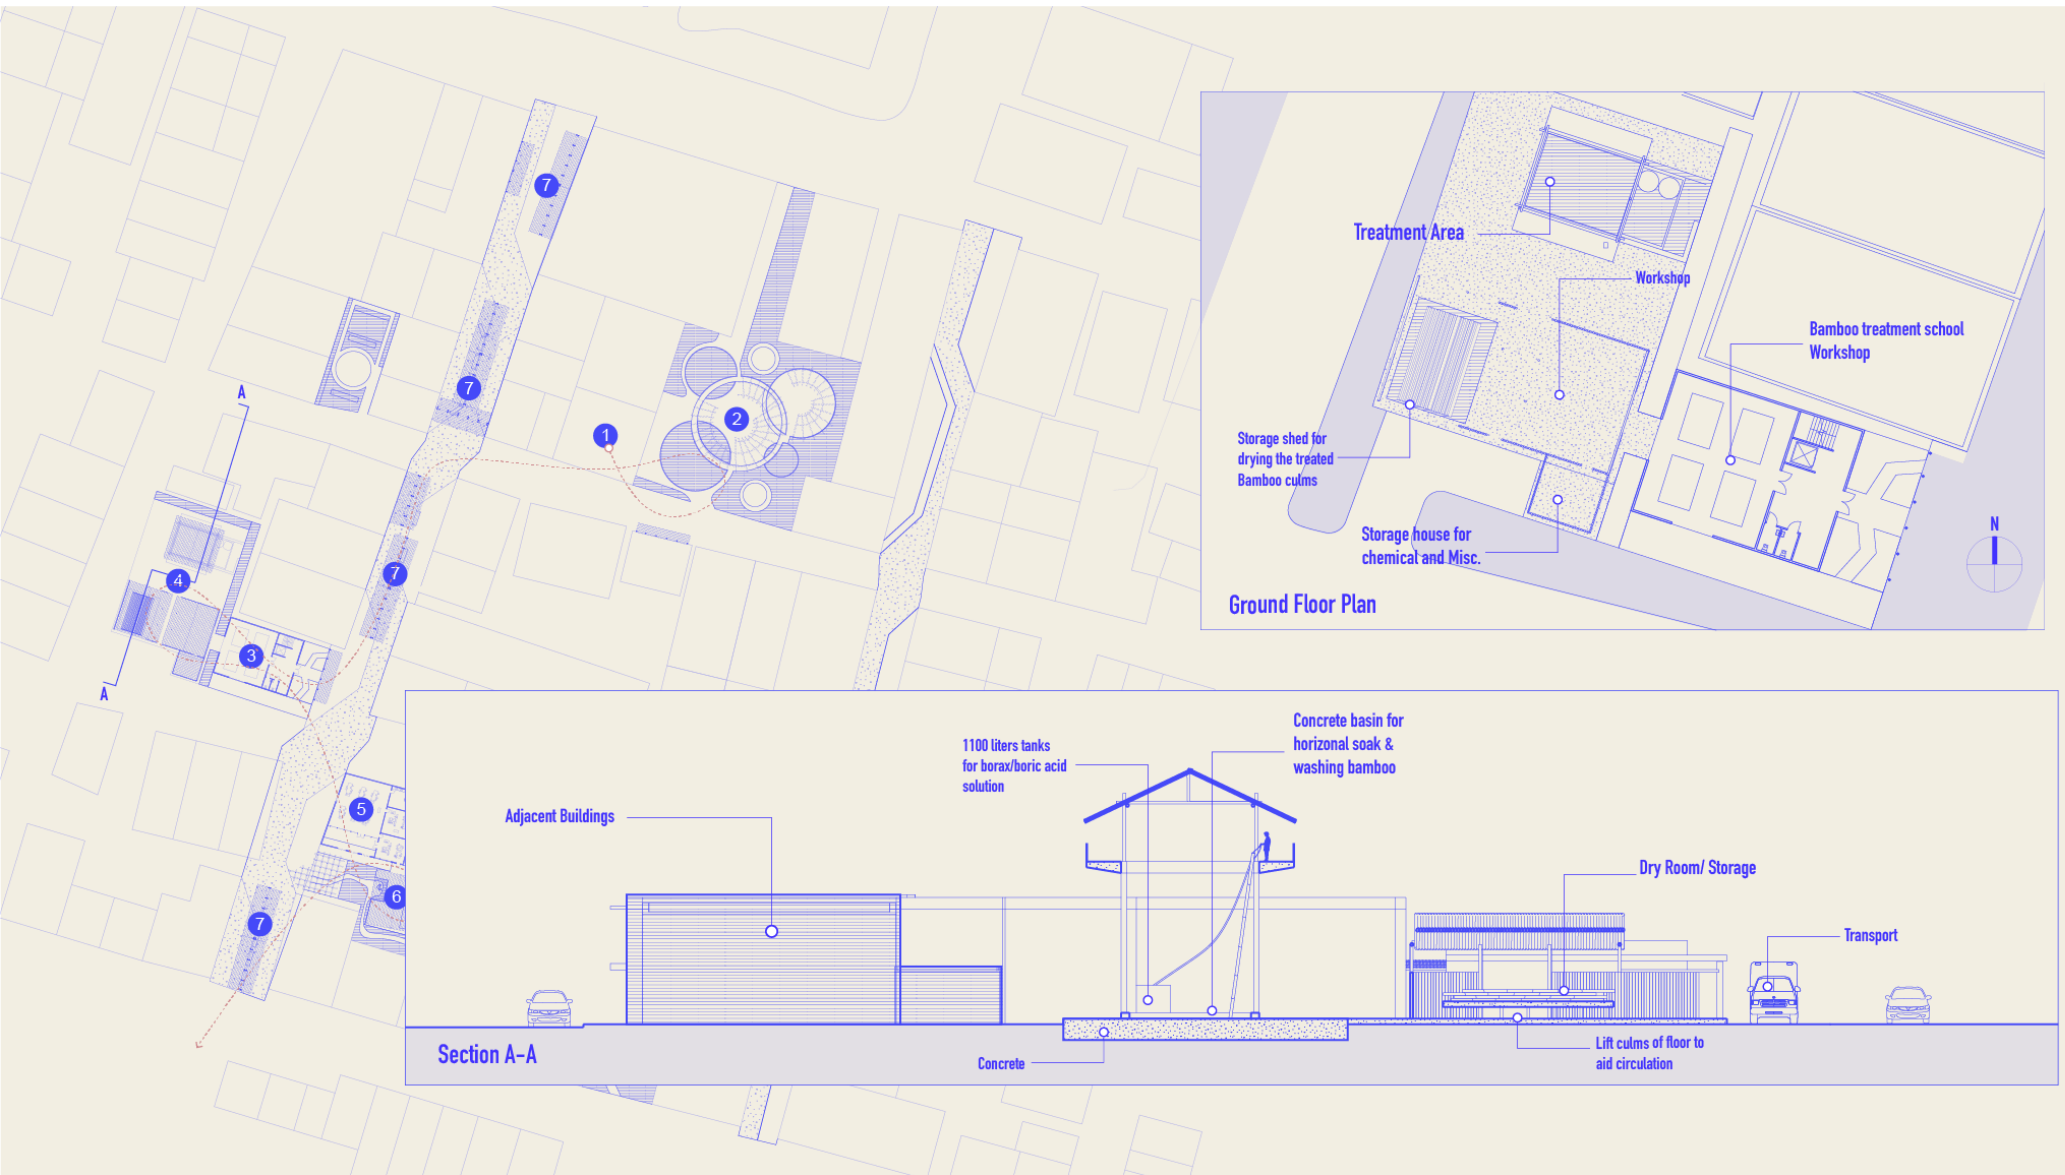 7
A
7
1
2
7
4
3
A
5
6
7
Treatment Area
Workshop
Bamboo treatment school
Workshop
Storage shed for
drying the treated
Bamboo culms
Storage house for
chemical and Misc.
N
Ground Floor Plan
Concrete basin for
horizonal soak &
washing bamboo
1100 liters tanks
for borax/boric acid
solution
Adjacent Buildings
Dry Room/ Storage
Transport
Section A-A
Concrete
Lift culms of floor to
aid circulation